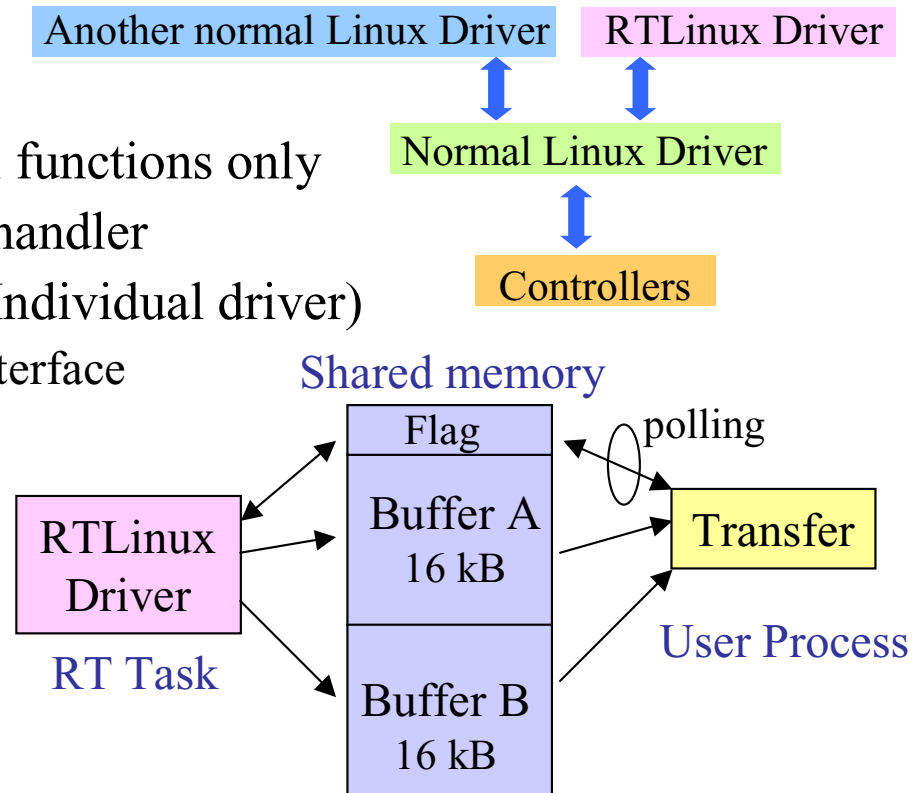 Another normal Linux Driver
RTLinux Driver
Normal Linux Driver
functions only
handler
Individual driver)
Controllers
terface
Shared memory
Flag
polling
Buffer A
16 kB
RTLinux
Driver
Transfer
RT Task
User Process
Buffer B
16 kB